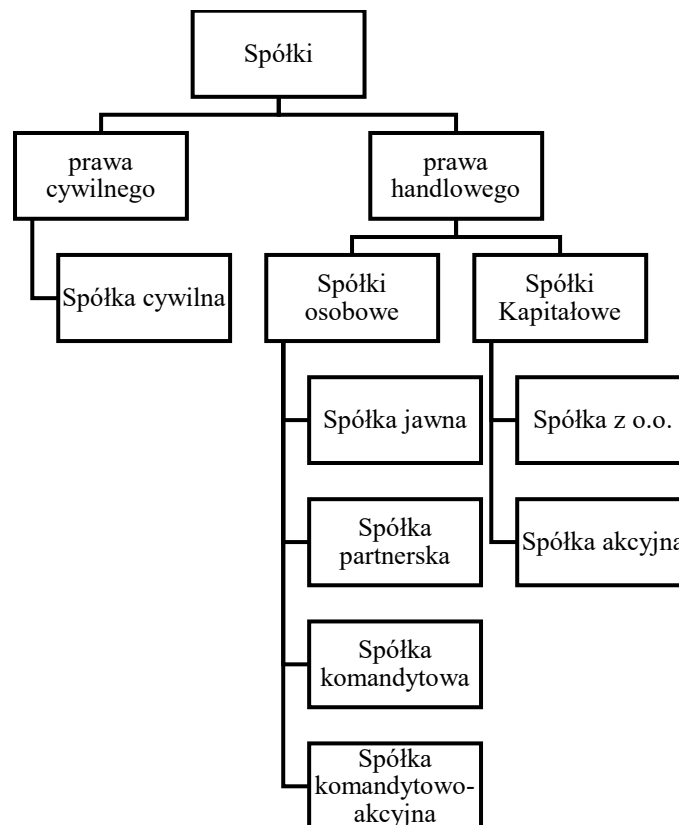 Spółki
prawa
cywilnego
prawa
handlowego
Spółka cywilna
Spółki
osobowe
Spółki
Kapitałowe
Spółka jawna
Spółka z o.o.
Spółka
partnerska
Spółka akcyjna
Spółka
komandytowa
Spółka
komandytowo-
akcyjna